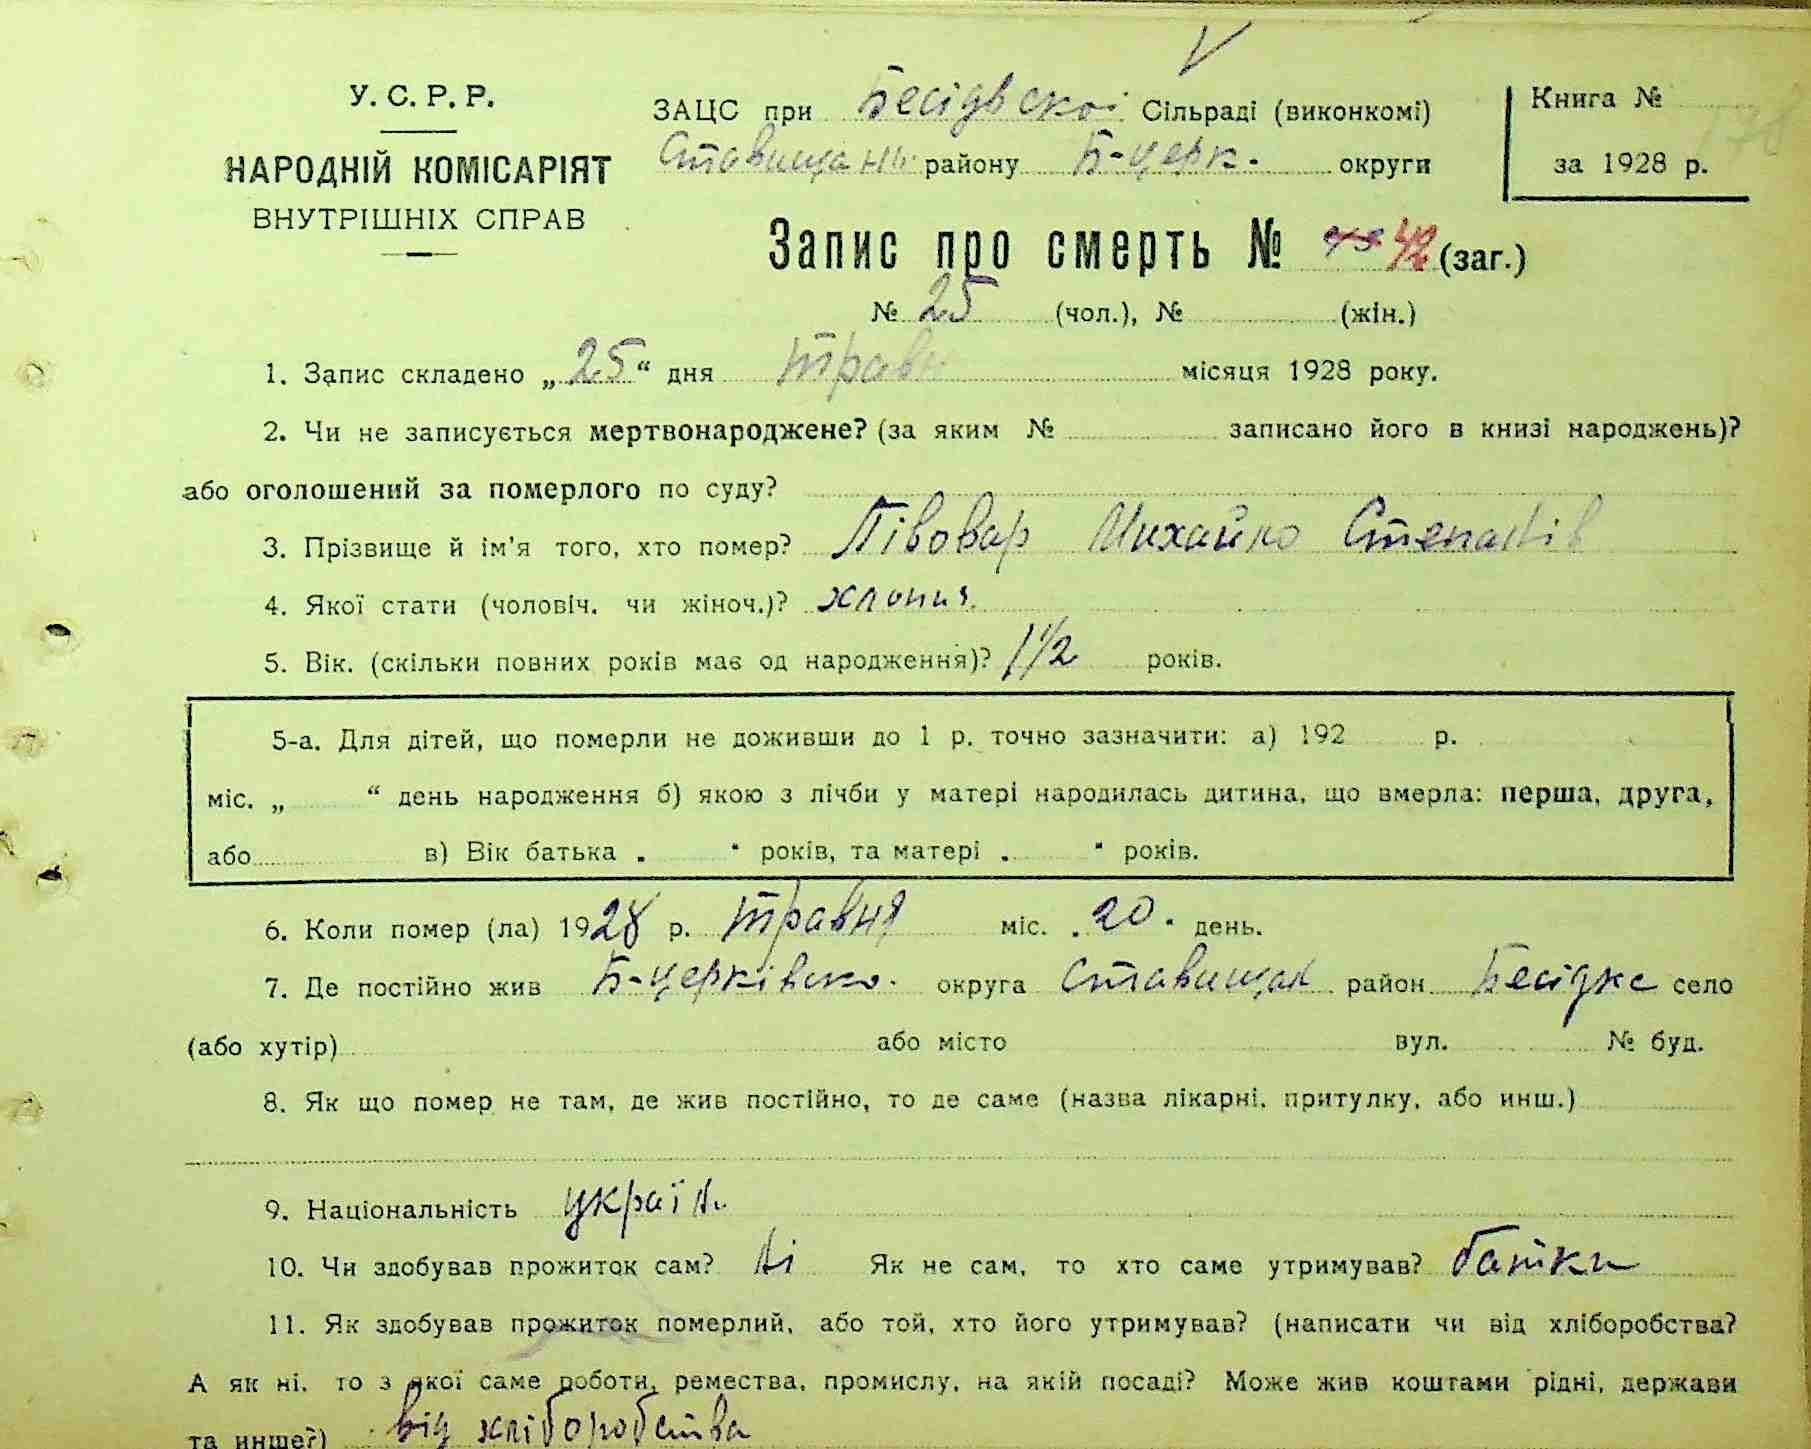 У. С. Р. Р.
НАРОДНІЙ КОМІСАРІЯТ
ВНУТРІШНІХ СПРАВ
ЗАЦС при Бесідвскої Сільраді (виконкомі)
Ставищан. району Б-церк. округи
Книга № 178
за 1928 р.
Запис про смерть № 42 (заг.)
№ 25 (чол.), № (жін.)
1. Запис складено „25“ дня травн місяця 1928 року.
2. Чи не записується мертвонароджене? (за яким № записано його в книзі народжень)?
або оголошений за померлого по суду?
3. Прізвище й ім'я того, хто помер? Півовар Михайло Степанів
4. Якої стати (чоловіч. чи жіноч.)? хлопця.
5. Вік. (скільки повних років має од народження)? 1 1/2 років.
5-а. Для дітей, що померли не доживши до 1 р. точно зазначити: а) 192 р.
міс. „ “ день народження б) якою з лічби у матері народилась дитина, що вмерла: перша, друга,
або в) Вік батька „ “ років, та матері „ “ років.
6. Коли помер (ла) 1928 р. травня міс. „20“ день.
7. Де постійно жив Б-церківсько. округа Ставищан район Бесідка село
(або хутір) або місто вул. № буд.
8. Як що помер не там, де жив постійно, то де саме (назва лікарні, притулку, або инш.)
9. Національність україн.
10. Чи здобував прожиток сам? ні Як не сам, то хто саме утримував? батьки
11. Як здобував прожиток померлий, або той, хто його утримував? (написати чи від хліборобства?
А як ні, то з якої саме роботи, ремества, промислу, на якій посаді? Може жив коштами рідні, держави
та инше?) від хліборобства